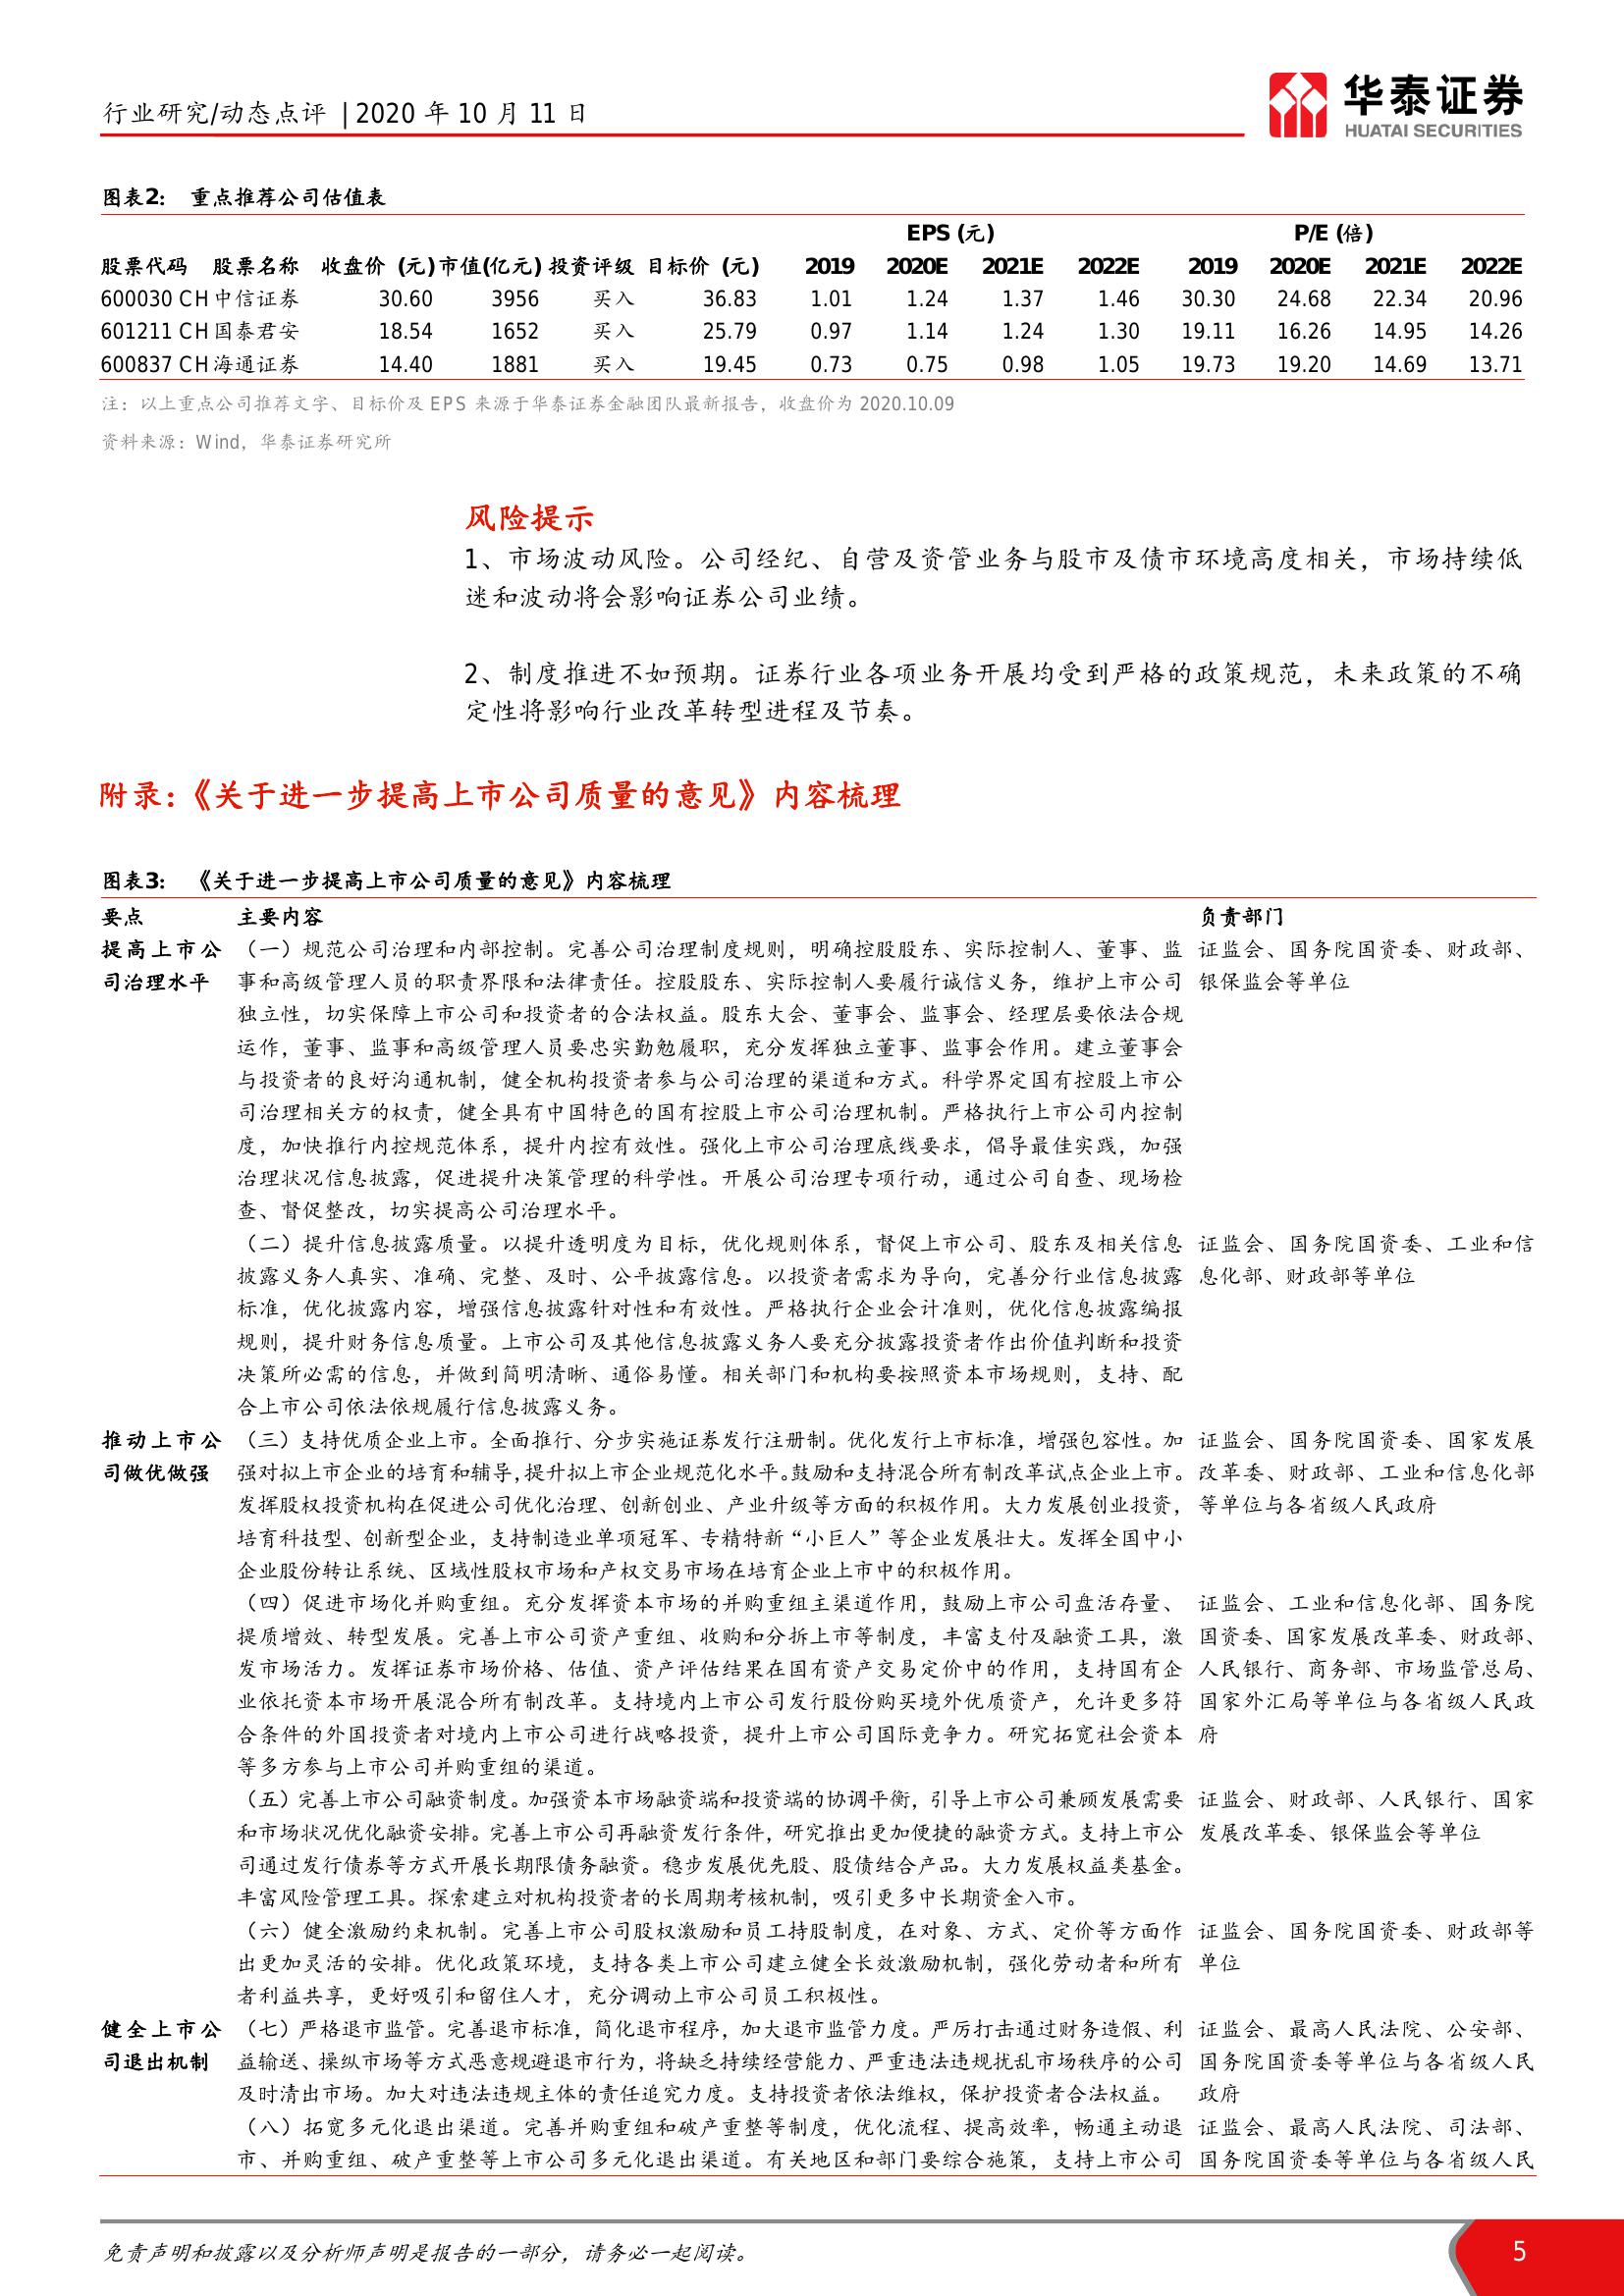 行业研究/动态点评 | 2020 年 10 月 11 日
华泰证券
HUATAI SECURITIES
图表2: 重点推荐公司估值表
EPS (元) P/E (倍)
股票代码 股票名称 收盘价 (元) 市值(亿元) 投资评级 目标价 (元) 2019 2020E 2021E 2022E 2019 2020E 2021E 2022E
600030 CH 中信证券 30.60 3956 买入 36.83 1.01 1.24 1.37 1.46 30.30 24.68 22.34 20.96
601211 CH 国泰君安 18.54 1652 买入 25.79 0.97 1.14 1.24 1.30 19.11 16.26 14.95 14.26
600837 CH 海通证券 14.40 1881 买入 19.45 0.73 0.75 0.98 1.05 19.73 19.20 14.69 13.71
注：以上重点公司推荐文字、目标价及 EPS 来源于华泰证券金融团队最新报告，收盘价为 2020.10.09
资料来源：Wind，华泰证券研究所
风险提示
1、市场波动风险。公司经纪、自营及资管业务与股市及债市环境高度相关，市场持续低
迷和波动将会影响证券公司业绩。
2、制度推进不如预期。证券行业各项业务开展均受到严格的政策规范，未来政策的不确
定性将影响行业改革转型进程及节奏。
附录：《关于进一步提高上市公司质量的意见》内容梳理
图表3: 《关于进一步提高上市公司质量的意见》内容梳理
要点 主要内容 负责部门
提高上市公 （一）规范公司治理和内部控制。完善公司治理制度规则，明确控股股东、实际控制人、董事、监 证监会、国务院国资委、财政部、
司治理水平 事和高级管理人员的职责界限和法律责任。控股股东、实际控制人要履行诚信义务，维护上市公司 银保监会等单位
独立性，切实保障上市公司和投资者的合法权益。股东大会、董事会、监事会、经理层要依法合规
运作，董事、监事和高级管理人员要忠实勤勉履职，充分发挥独立董事、监事会作用。建立董事会
与投资者的良好沟通机制，健全机构投资者参与公司治理的渠道和方式。科学界定国有控股上市公
司治理相关方的权责，健全具有中国特色的国有控股上市公司治理机制。严格执行上市公司内控制
度，加快推行内控规范体系，提升内控有效性。强化上市公司治理底线要求，倡导最佳实践，加强
治理状况信息披露，促进提升决策管理的科学性。开展公司治理专项行动，通过公司自查、现场检
查、督促整改，切实提高公司治理水平。
（二）提升信息披露质量。以提升透明度为目标，优化规则体系，督促上市公司、股东及相关信息 证监会、国务院国资委、工业和信
披露义务人真实、准确、完整、及时、公平披露信息。以投资者需求为导向，完善分行业信息披露 息化部、财政部等单位
标准，优化披露内容，增强信息披露针对性和有效性。严格执行企业会计准则，优化信息披露编报
规则，提升财务信息质量。上市公司及其他信息披露义务人要充分披露投资者作出价值判断和投资
决策所必需的信息，并做到简明清晰、通俗易懂。相关部门和机构要按照资本市场规则，支持、配
合上市公司依法依规履行信息披露义务。
推动上市公 （三）支持优质企业上市。全面推行、分步实施证券发行注册制。优化发行上市标准，增强包容性。加 证监会、国务院国资委、国家发展
司做优做强 强对拟上市企业的培育和辅导，提升拟上市企业规范化水平。鼓励和支持混合所有制改革试点企业上市。 改革委、财政部、工业和信息化部
发挥股权投资机构在促进公司优化治理、创新创业、产业升级等方面的积极作用。大力发展创业投资， 等单位与各省级人民政府
培育科技型、创新型企业，支持制造业单项冠军、专精特新“小巨人”等企业发展壮大。发挥全国中小
企业股份转让系统、区域性股权市场和产权交易市场在培育企业上市中的积极作用。
（四）促进市场化并购重组。充分发挥资本市场的并购重组主渠道作用，鼓励上市公司盘活存量、 证监会、工业和信息化部、国务院
提质增效、转型发展。完善上市公司资产重组、收购和分拆上市等制度，丰富支付及融资工具，激 国资委、国家发展改革委、财政部、
发市场活力。发挥证券市场价格、估值、资产评估结果在国有资产交易定价中的作用，支持国有企 人民银行、商务部、市场监管总局、
业依托资本市场开展混合所有制改革。支持境内上市公司发行股份购买境外优质资产，允许更多符 国家外汇局等单位与各省级人民政
合条件的外国投资者对境内上市公司进行战略投资，提升上市公司国际竞争力。研究拓宽社会资本 府
等多方参与上市公司并购重组的渠道。
（五）完善上市公司融资制度。加强资本市场融资端和投资端的协调平衡，引导上市公司兼顾发展需要 证监会、财政部、人民银行、国家
和市场状况优化融资安排。完善上市公司再融资发行条件，研究推出更加便捷的融资方式。支持上市公 发展改革委、银保监会等单位
司通过发行债券等方式开展长期限债务融资。稳步发展优先股、股债结合产品。大力发展权益类基金。
丰富风险管理工具。探索建立对机构投资者的长周期考核机制，吸引更多中长期资金入市。
（六）健全激励约束机制。完善上市公司股权激励和员工持股制度，在对象、方式、定价等方面作 证监会、国务院国资委、财政部等
出更加灵活的安排。优化政策环境，支持各类上市公司建立健全长效激励机制，强化劳动者和所有 单位
者利益共享，更好吸引和留住人才，充分调动上市公司员工积极性。
健全上市公 （七）严格退市监管。完善退市标准，简化退市程序，加大退市监管力度。严厉打击通过财务造假、利 证监会、最高人民法院、公安部、
司退出机制 益输送、操纵市场等方式恶意规避退市行为，将缺乏持续经营能力、严重违法违规扰乱市场秩序的公司 国务院国资委等单位与各省级人民
及时清出市场。加大对违法违规主体的责任追究力度。支持投资者依法维权，保护投资者合法权益。 政府
（八）拓宽多元化退出渠道。完善并购重组和破产重整等制度，优化流程、提高效率，畅通主动退 证监会、最高人民法院、司法部、
市、并购重组、破产重整等上市公司多元化退出渠道。有关地区和部门要综合施策，支持上市公司 国务院国资委等单位与各省级人民
免责声明和披露以及分析师声明是报告的一部分，请务必一起阅读。 5